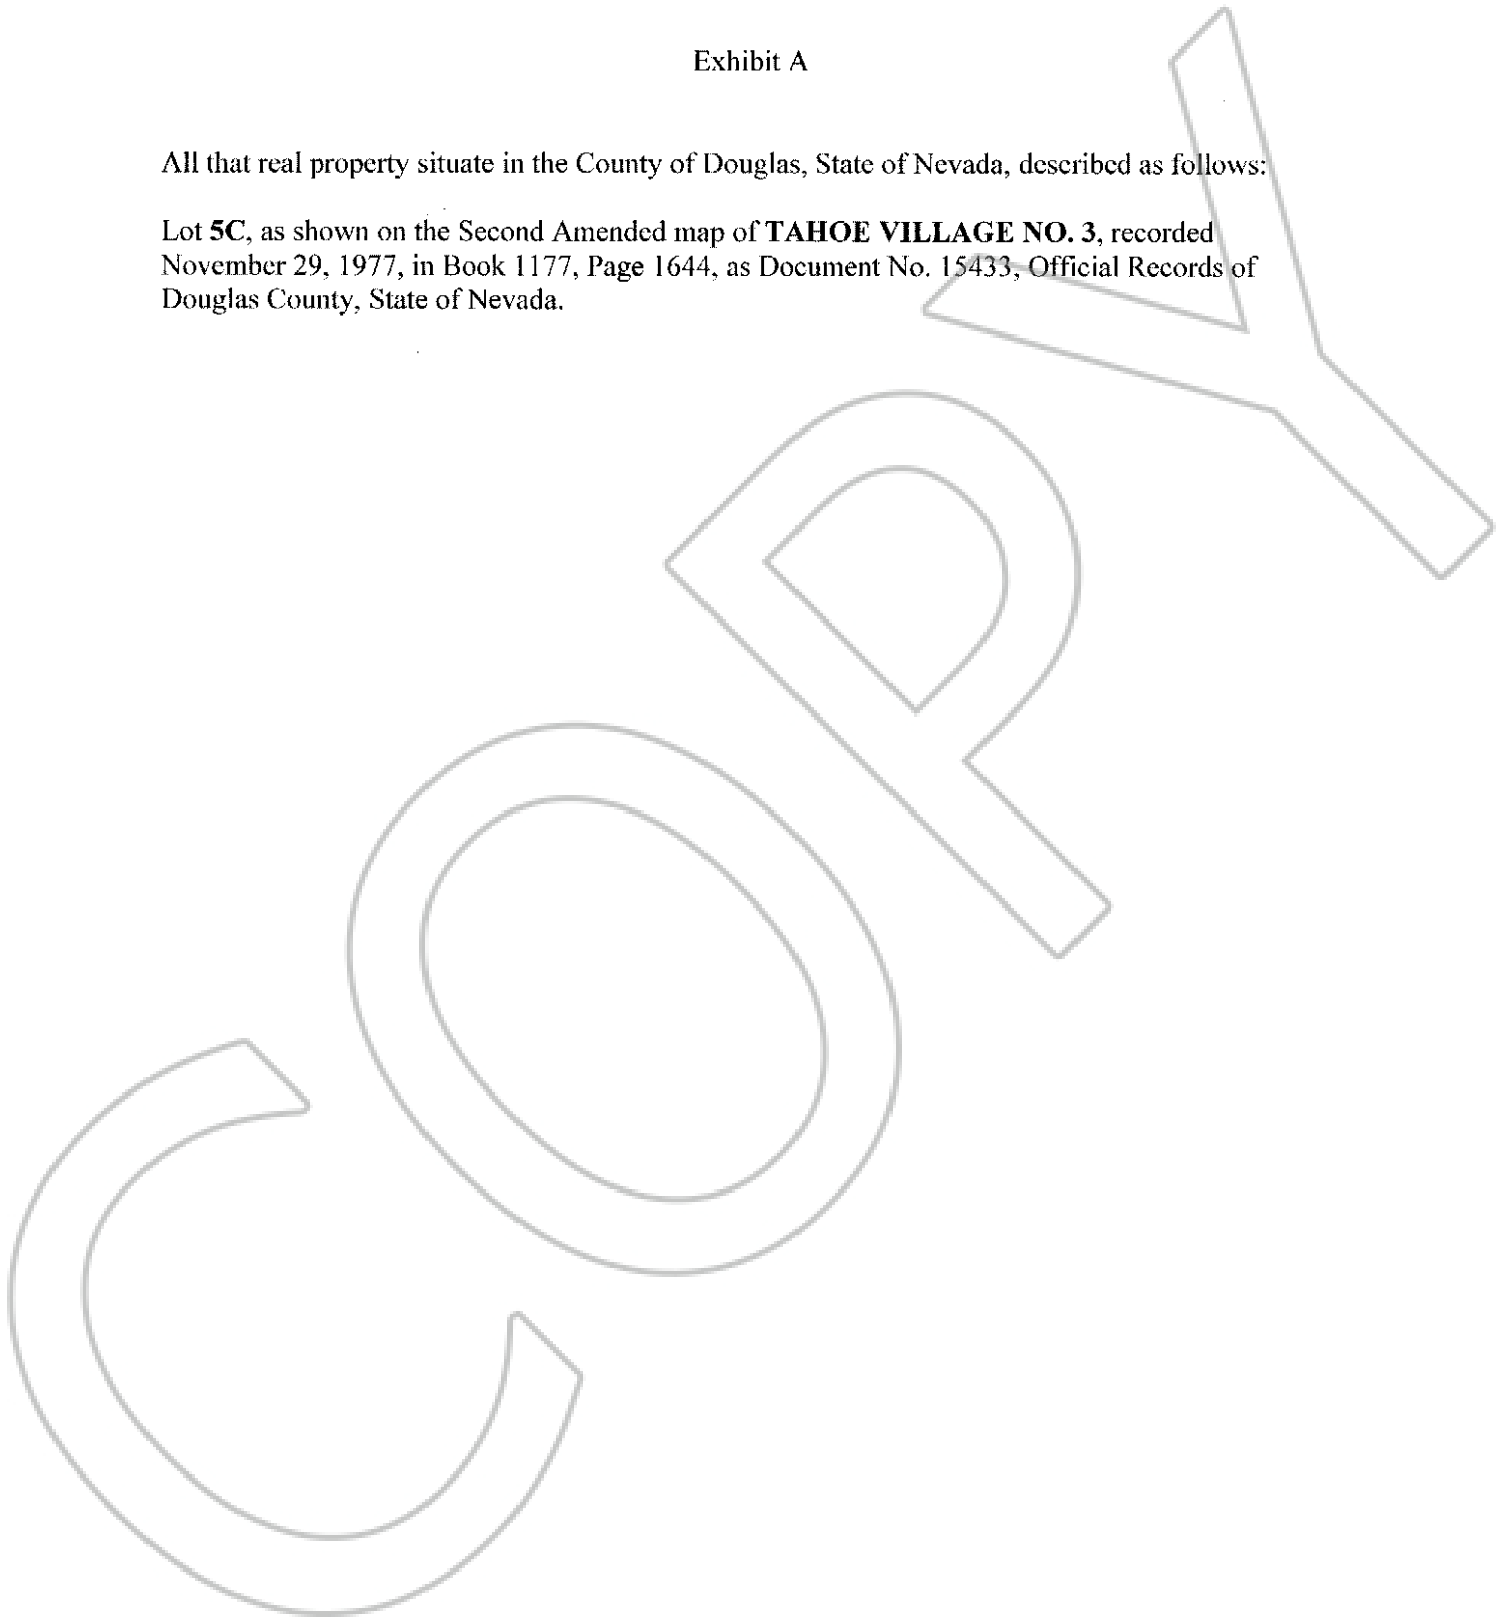 Exhibit A
All that real property situate in the County of Douglas, State of Nevada, described as follows:
Lot 5C, as shown on the Second Amended map of TAHOE VILLAGE NO. 3, recorded
November 29, 1977, in Book 1177, Page 1644, as Document No. 15433, Official Records of
Douglas County, State of Nevada.
COPY